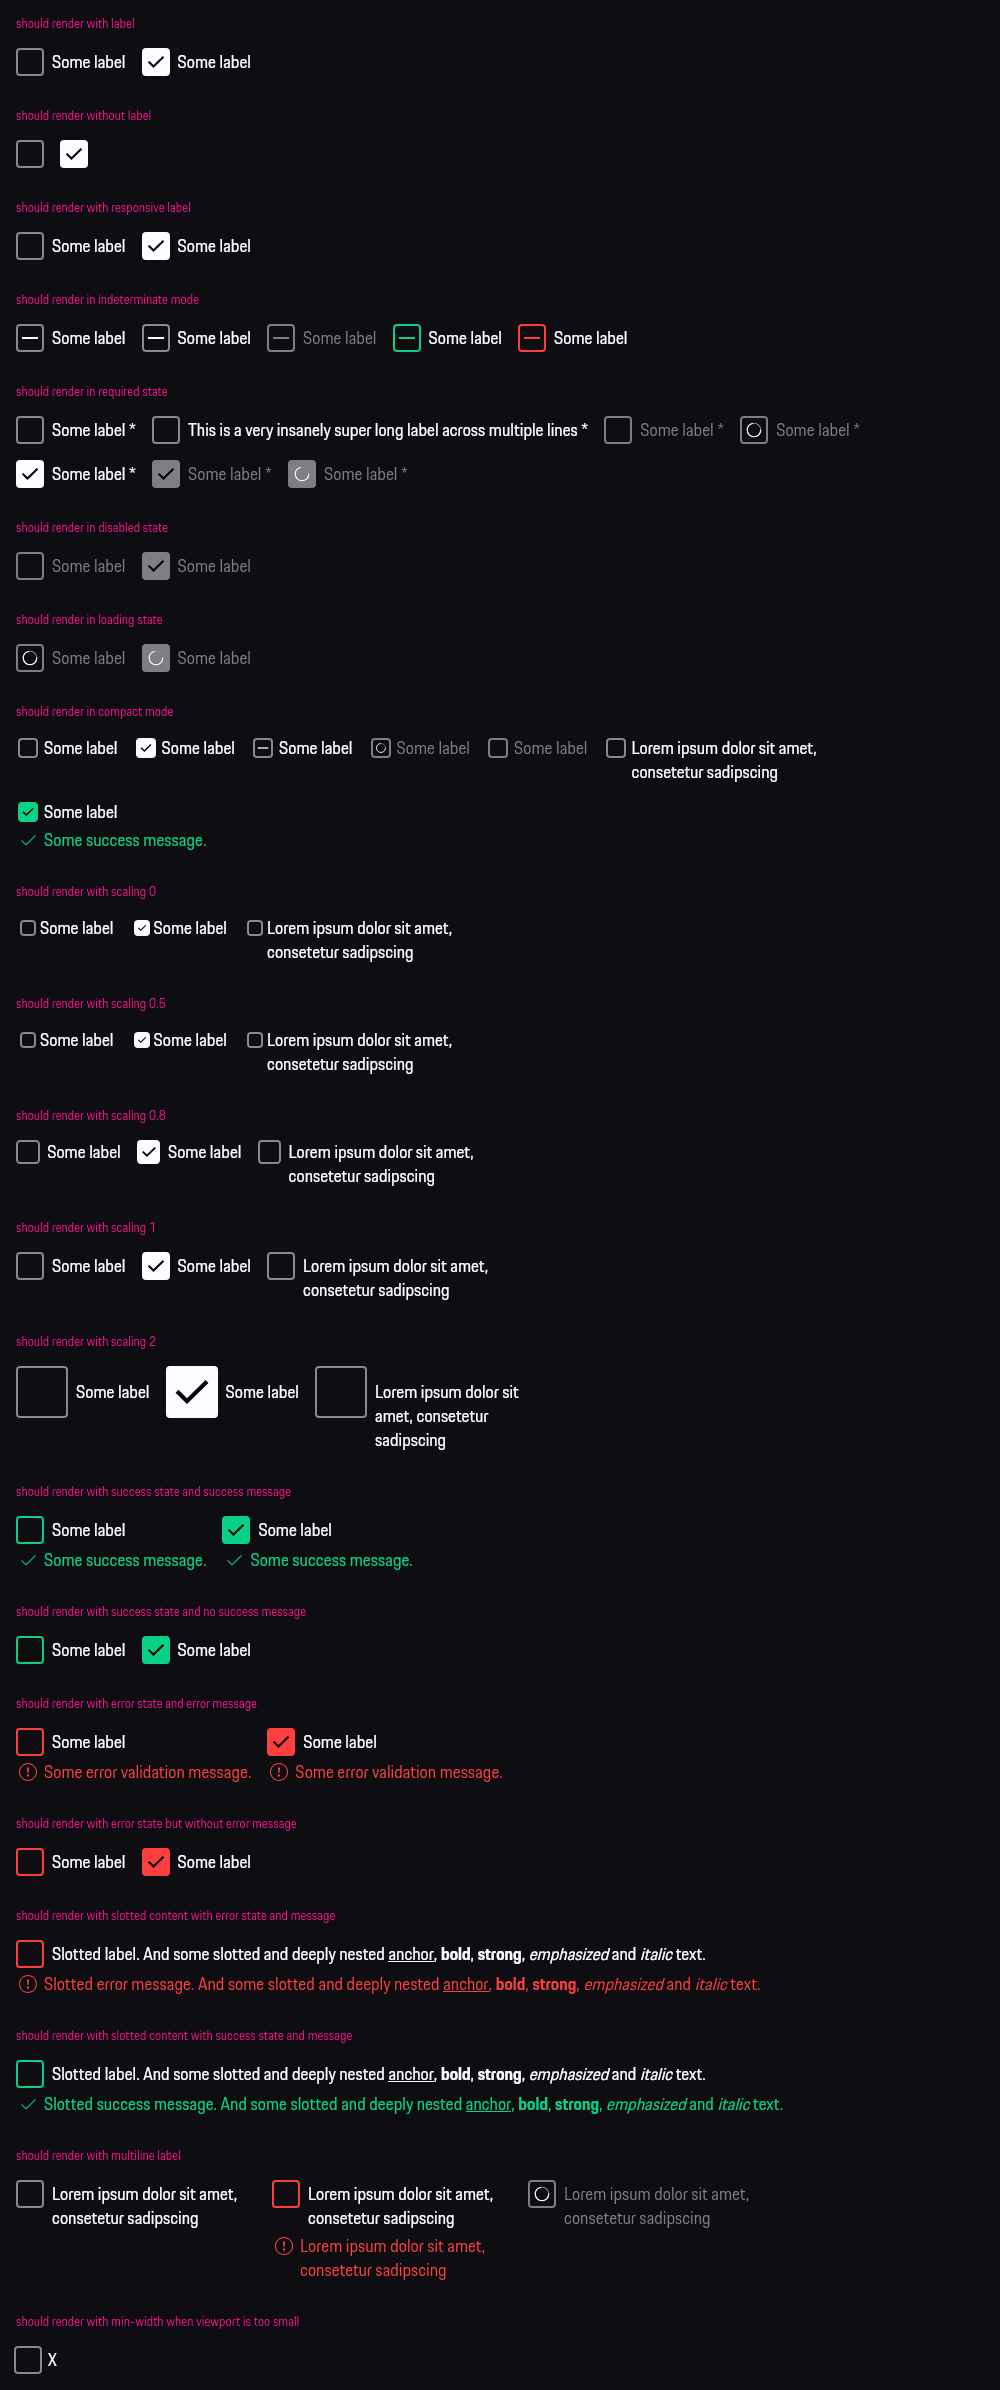 should render with label
Some label Some label
should render without label
should render with responsive label
Some label Some label
should render in indeterminate mode
Some label Some label Some label Some label Some label
should render in required state
Some label * This is a very insanely super long label across multiple lines * Some label * Some label *
Some label * Some label * Some label *
should render in disabled state
Some label Some label
should render in loading state
Some label Some label
should render in compact mode
Some label Some label Some label Some label Some label Lorem ipsum dolor sit amet,
consetetur sadipscing
Some label
Some success message.
should render with scaling 0
Some label Some label Lorem ipsum dolor sit amet,
consetetur sadipscing
should render with scaling 0.5
Some label Some label Lorem ipsum dolor sit amet,
consetetur sadipscing
should render with scaling 0.8
Some label Some label Lorem ipsum dolor sit amet,
consetetur sadipscing
should render with scaling 1
Some label Some label Lorem ipsum dolor sit amet,
consetetur sadipscing
should render with scaling 2
Some label Some label Lorem ipsum dolor sit
amet, consetetur
sadipscing
should render with success state and success message
Some label Some label
Some success message. Some success message.
should render with success state and no success message
Some label Some label
should render with error state and error message
Some label Some label
Some error validation message. Some error validation message.
should render with error state but without error message
Some label Some label
should render with slotted content with error state and message
Slotted label. And some slotted and deeply nested anchor, bold, strong, emphasized and italic text.
Slotted error message. And some slotted and deeply nested anchor, bold, strong, emphasized and italic text.
should render with slotted content with success state and message
Slotted label. And some slotted and deeply nested anchor, bold, strong, emphasized and italic text.
Slotted success message. And some slotted and deeply nested anchor, bold, strong, emphasized and italic text.
should render with multiline label
Lorem ipsum dolor sit amet, Lorem ipsum dolor sit amet, Lorem ipsum dolor sit amet,
consetetur sadipscing consetetur sadipscing consetetur sadipscing
Lorem ipsum dolor sit amet,
consetetur sadipscing
should render with min-width when viewport is too small
X